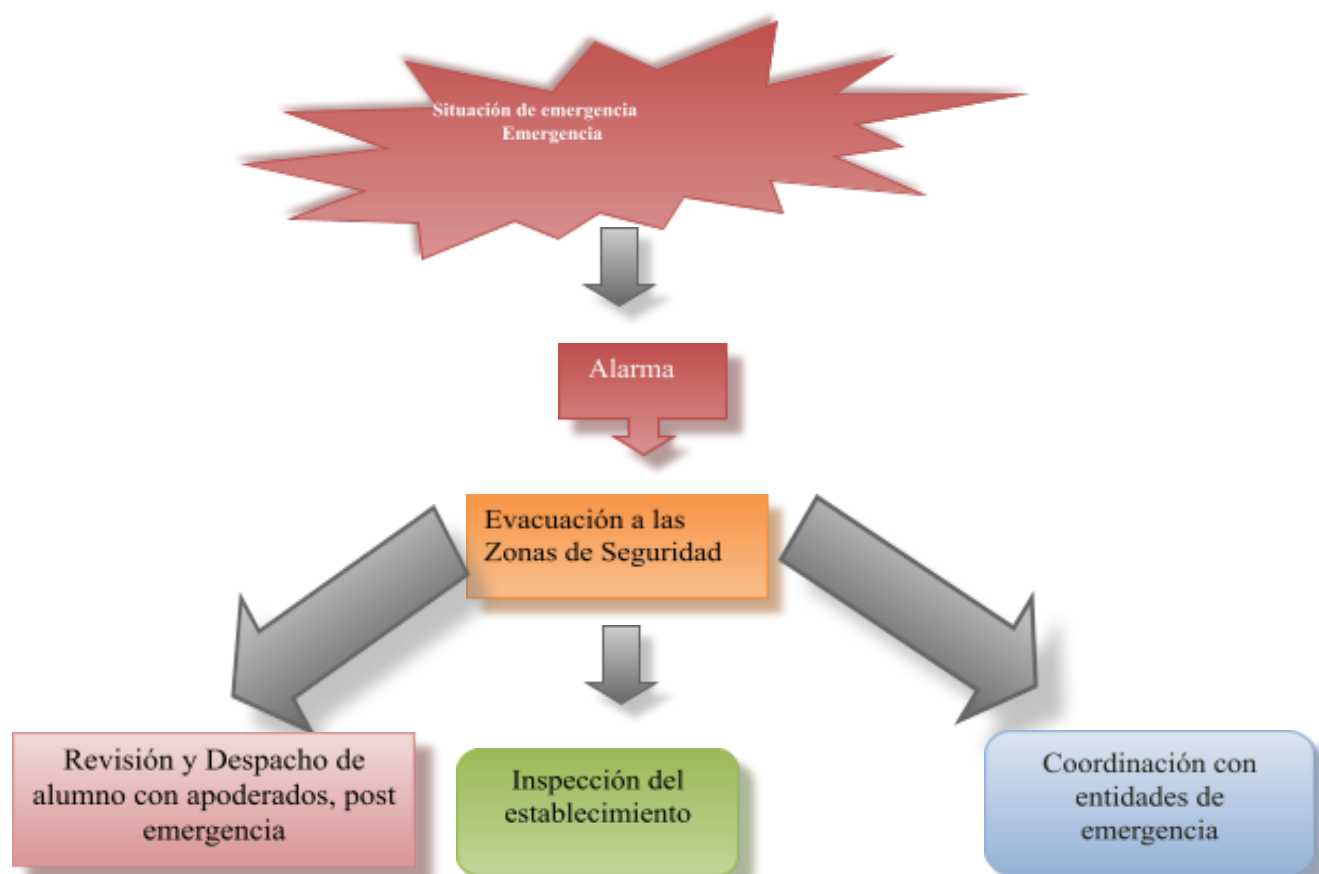 Situación de emergencia
Emergencia
Alarma
Evacuación a las
Zonas de Seguridad
Revisión y Despacho de
alumno con apoderados, post
emergencia
Inspección del
establecimiento
Coordinación con
entidades de
emergencia